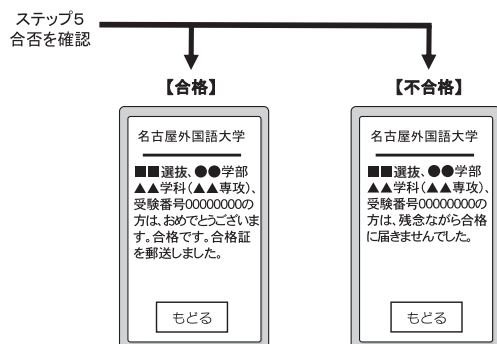 ステップ5
合否を確認
【合格】
【不合格】
名古屋外国語大学
■■選抜、●●学部
▲▲学科(▲▲専攻)、
受験番号00000000の
方は、おめでとうございま
す。合格です。合格証
を郵送しました。
もどる
名古屋外国語大学
■■選抜、●●学部
▲▲学科(▲▲専攻)、
受験番号00000000の
方は、残念ながら合格
に届きませんでした。
もどる